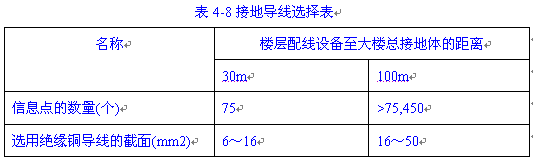 表 4-8 接地导线选择表
名称
楼层配线设备至大楼总接地体的距离
30m
100m
信息点的数量(个)
75
>75,450
选用绝缘铜导线的截面(mm2)
6～16
16～50